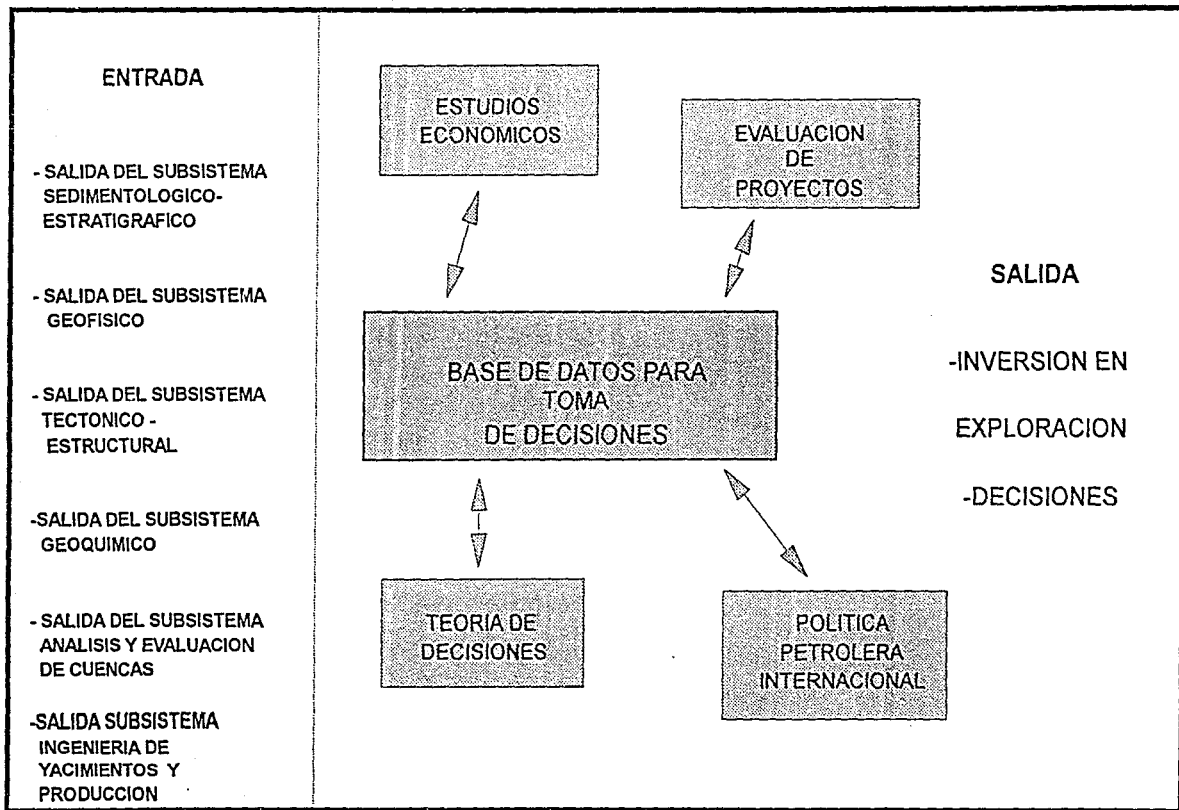 ENTRADA
- SALIDA DEL SUBSISTEMA
SEDIMENTOLOGICO-
ESTRATIGRAFICO
- SALIDA DEL SUBSISTEMA
GEOFISICO
- SALIDA DEL SUBSISTEMA
TECTONICO -
ESTRUCTURAL
-SALIDA DEL SUBSISTEMA
GEOQUIMICO
- SALIDA DEL SUBSISTEMA
ANALISIS Y EVALUACION
DE CUENCAS
-SALIDA SUBSISTEMA
INGENIERIA DE
YACIMIENTOS Y
PRODUCCION
ESTUDIOS
ECONOMICOS
EVALUACION
DE
PROYECTOS
BASE DE DATOS PARA
TOMA
DE DECISIONES
TEORIA DE
DECISIONES
POLITICA
PETROLERA
INTERNACIONAL
SALIDA
-INVERSION EN
EXPLORACION
-DECISIONES